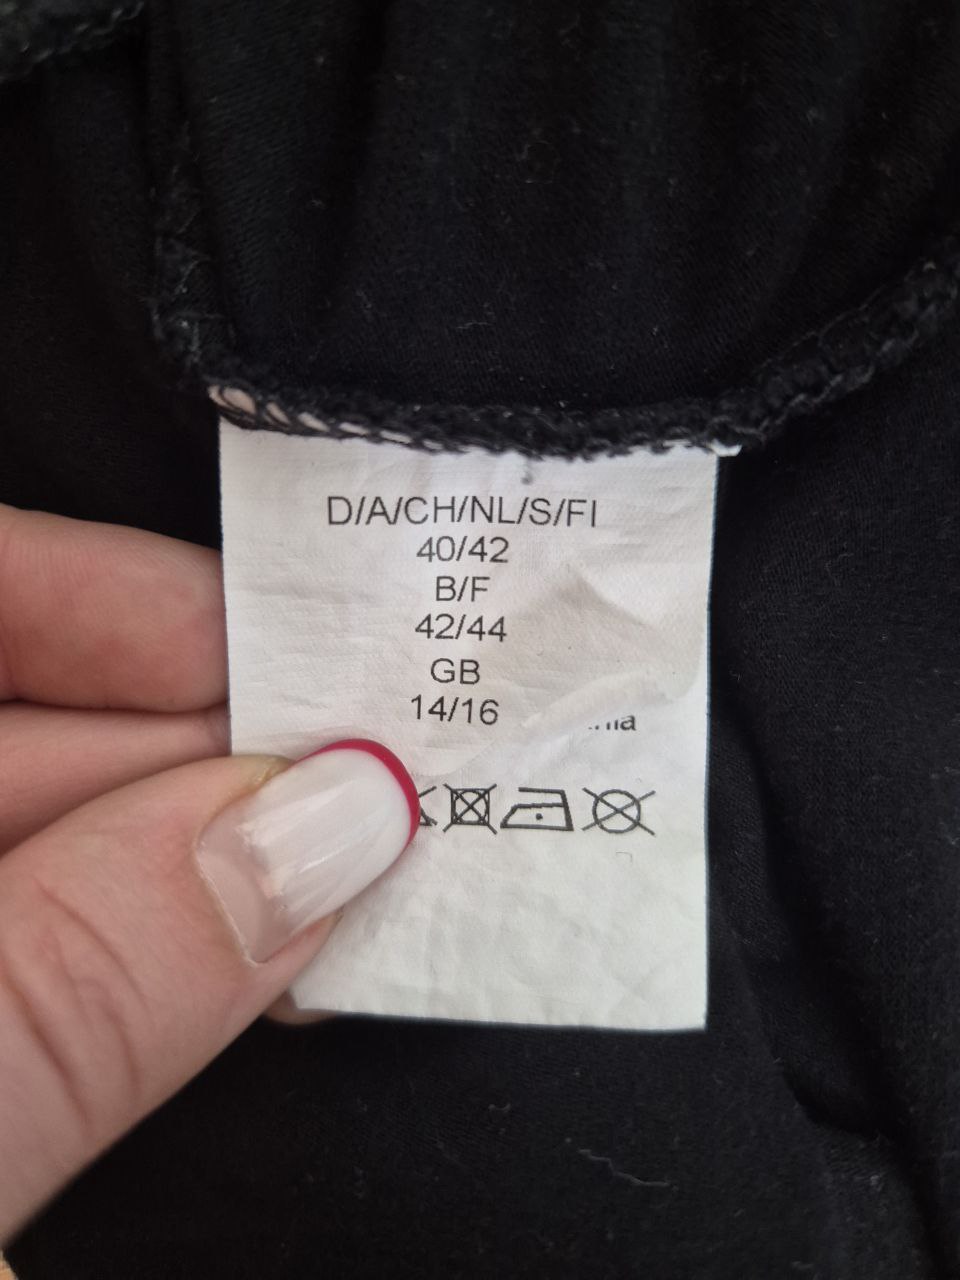 D/A/CH/NL/S/FI
40/42
B/F
42/44
GB
14/16